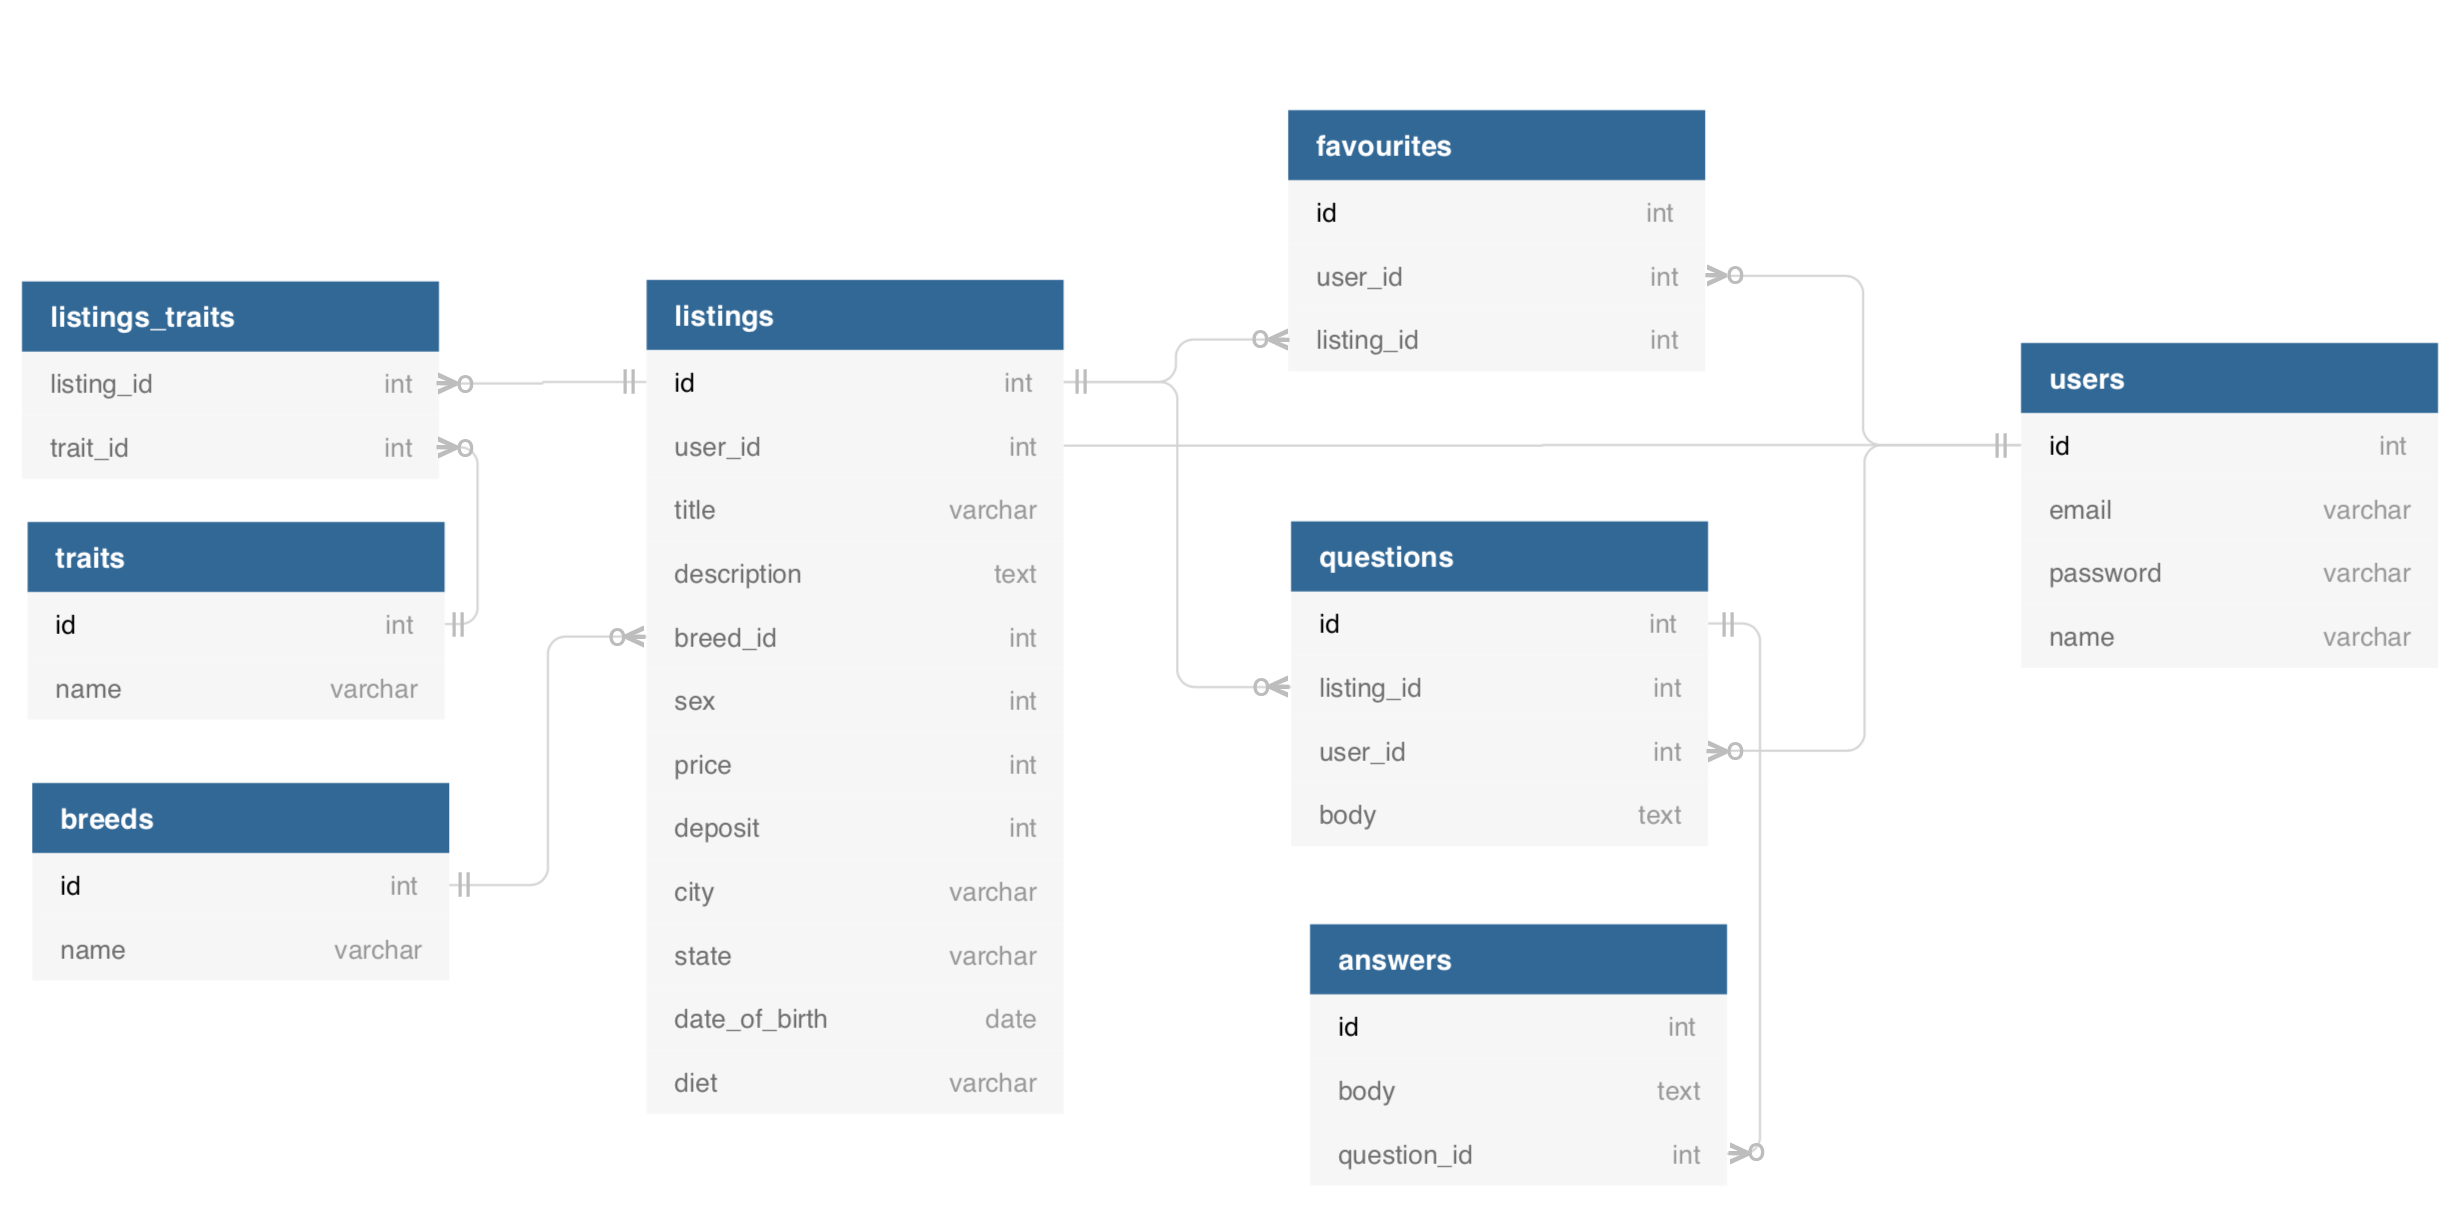 listings_traits
listing_id int
trait_id int
traits
id int
name varchar
breeds
id int
name varchar
listings
id int
user_id int
title varchar
description text
breed_id int
sex int
price int
deposit int
city varchar
state varchar
date_of_birth date
diet varchar
favourites
id int
user_id int
listing_id int
questions
id int
listing_id int
user_id int
body text
answers
id int
body text
question_id int
users
id int
email varchar
password varchar
name varchar